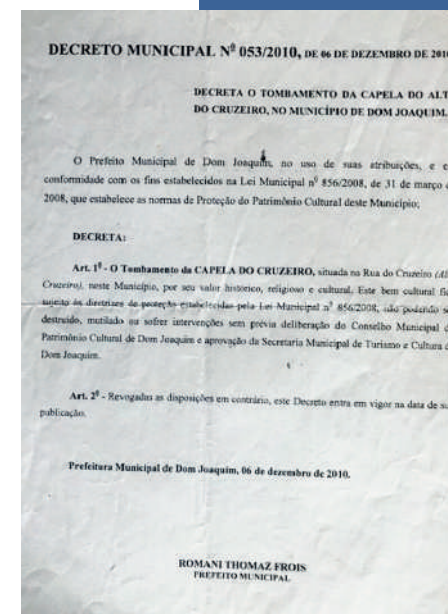 DECRETO MUNICIPAL Nº 053/2010, DE 06 DE DEZEMBRO DE 2010
DECRETA O TOMBAMENTO DA CAPELA DO ALT
DO CRUZEIRO, NO MUNICÍPIO DE DOM JOAQUIM.
O Prefeito Municipal de Dom Joaquim, no uso de suas atribuições, e e
conformidade com os fins estabelecidos na Lei Municipal nº 856/2008, de 31 de março d
2008, que estabelece as normas de Proteção do Patrimônio Cultural deste Município;
DECRETA:
Art. 1º - O Tombamento da CAPELA DO CRUZEIRO, situada na Rua do Cruzeiro (Al
Cruzeiro), neste Município, por seu valor histórico, religioso e cultural. Este bem cultural fic
sujeito às diretrizes de proteção estabelecidas pela Lei Municipal nº 856/2008, não podendo se
destruído, mutilado ou sofrer intervenções sem prévia deliberação do Conselho Municipal d
Patrimônio Cultural de Dom Joaquim e aprovação da Secretaria Municipal de Turismo e Cultura d
Dom Joaquim.
Art. 2º - Revogadas as disposições em contrário, este Decreto entra em vigor na data de su
publicação.
Prefeitura Municipal de Dom Joaquim, 06 de dezembro de 2010.
ROMANI THOMAZ FROIS
PREFEITO MUNICIPAL